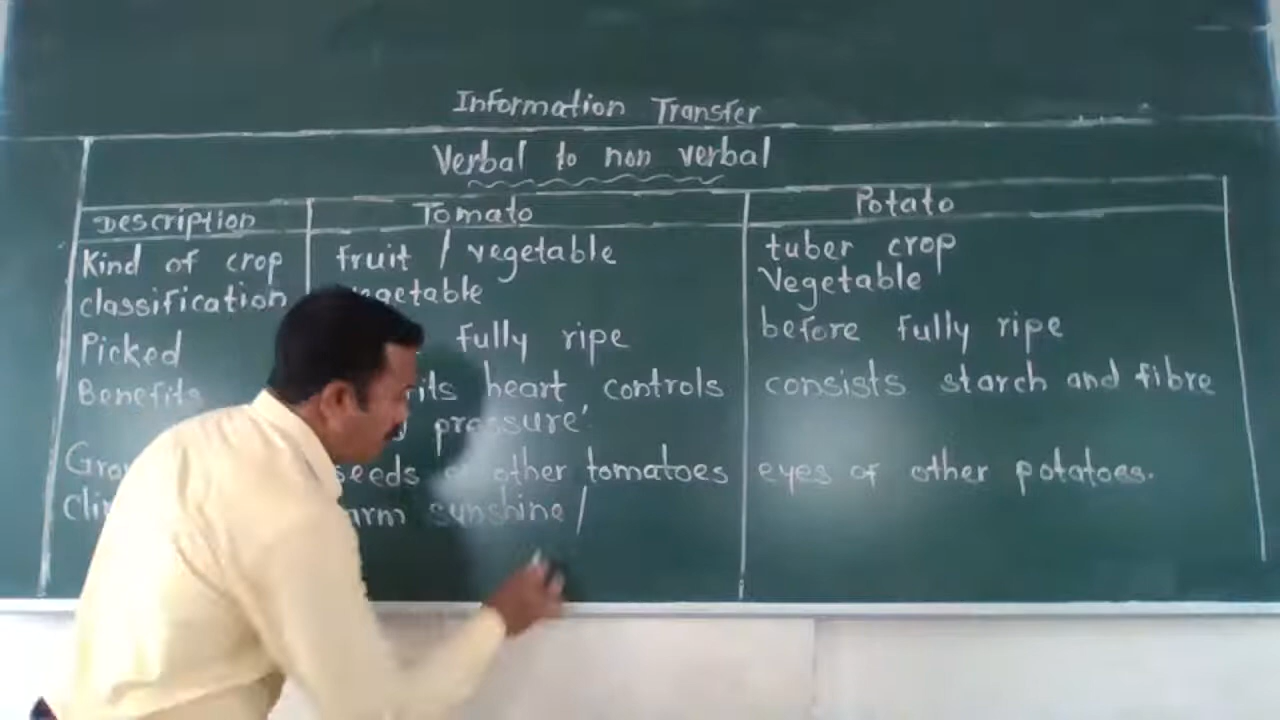 Information Transfer
Verbal to non verbal
Description Tomato Potato
Kind of crop fruit / vegetable tuber crop
classification vegetable Vegetable
Picked fully ripe before fully ripe
Benefits heart controls consists starch and fibre
pressure'.
seeds other tomatoes eyes of other potatoes.
sunshine /